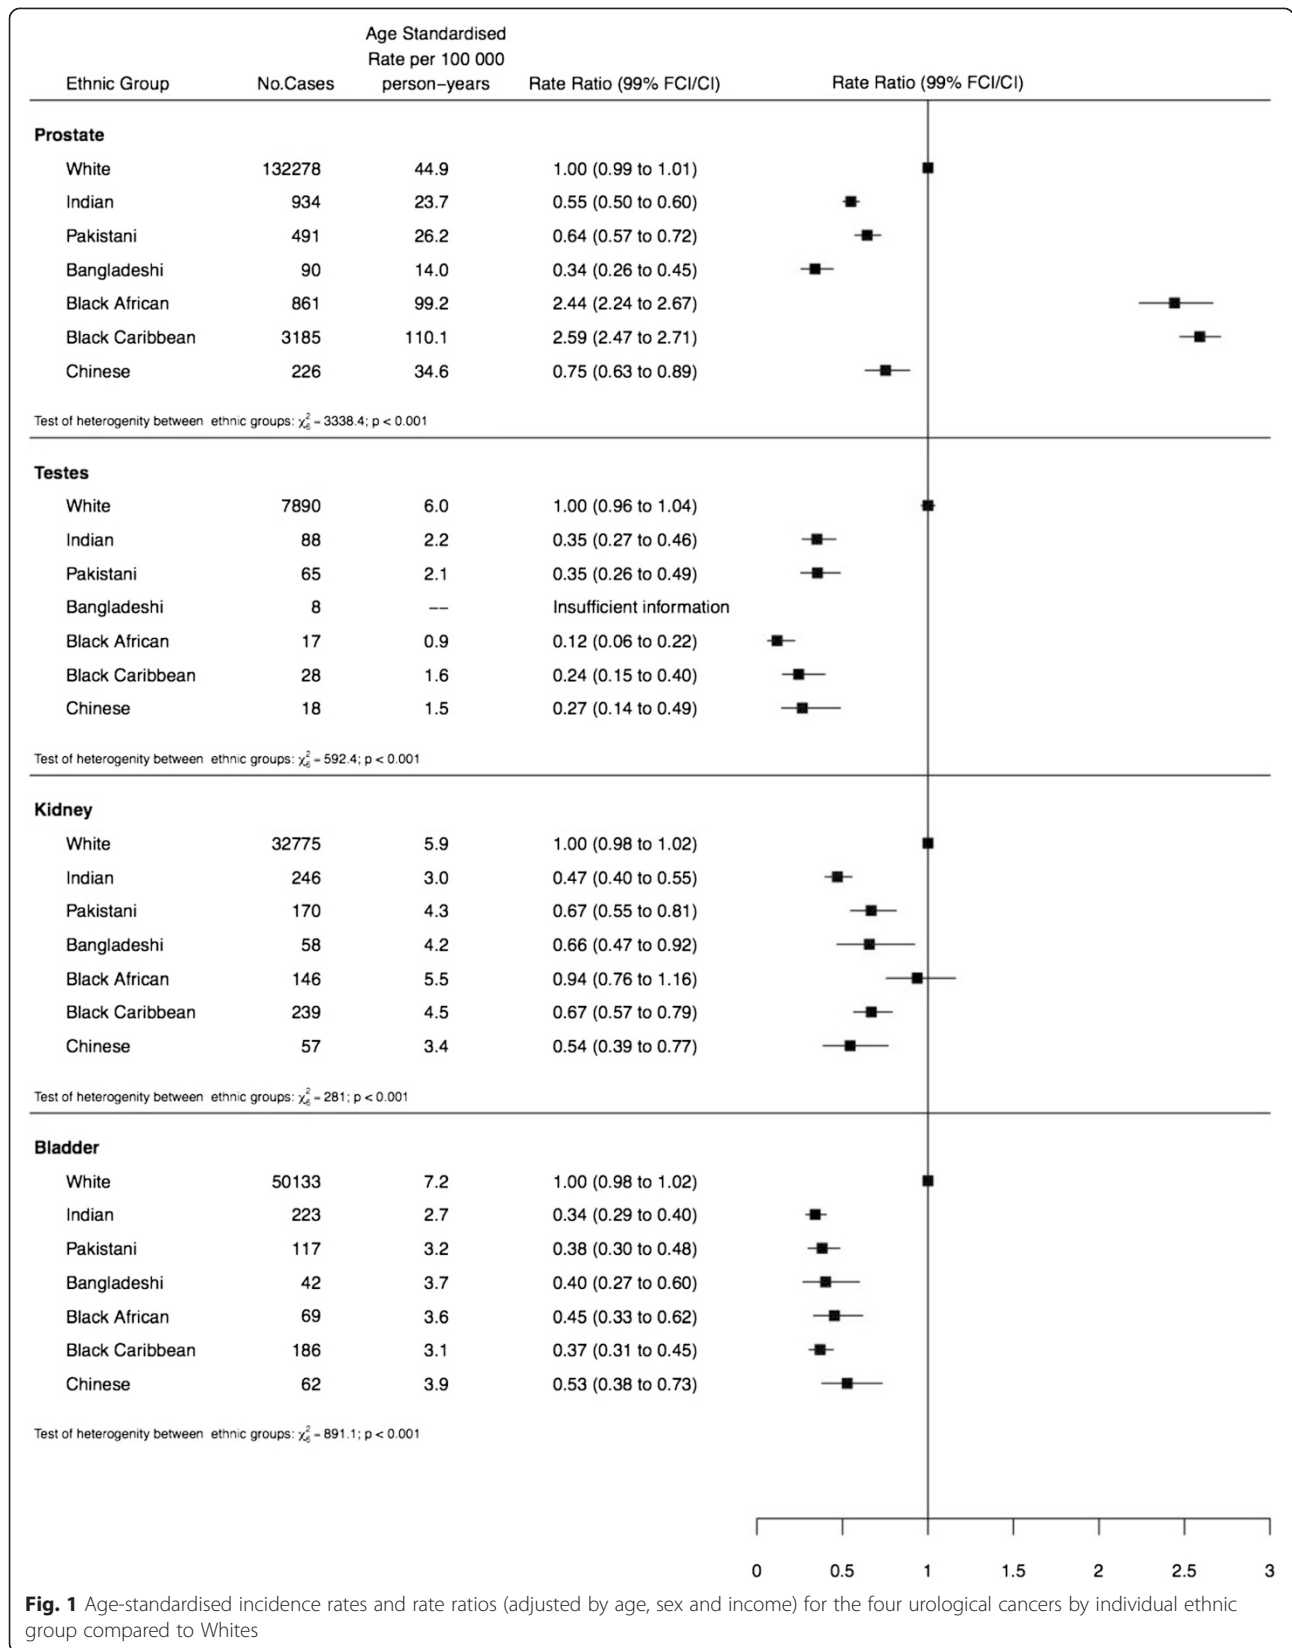 Age Standardised
Rate per 100 000
Ethnic Group No.Cases person−years Rate Ratio (99% FCI/CI) Rate Ratio (99% FCI/CI)
Prostate
White 132278 44.9 1.00 (0.99 to 1.01)
Indian 934 23.7 0.55 (0.50 to 0.60)
Pakistani 491 26.2 0.64 (0.57 to 0.72)
Bangladeshi 90 14.0 0.34 (0.26 to 0.45)
Black African 861 99.2 2.44 (2.24 to 2.67)
Black Caribbean 3185 110.1 2.59 (2.47 to 2.71)
Chinese 226 34.6 0.75 (0.63 to 0.89)
Test of heterogenity between ethnic groups: χ²₆ = 3338.4; p < 0.001
Testes
White 7890 6.0 1.00 (0.96 to 1.04)
Indian 88 2.2 0.35 (0.27 to 0.46)
Pakistani 65 2.1 0.35 (0.26 to 0.49)
Bangladeshi 8 −− Insufficient information
Black African 17 0.9 0.12 (0.06 to 0.22)
Black Caribbean 28 1.6 0.24 (0.15 to 0.40)
Chinese 18 1.5 0.27 (0.14 to 0.49)
Test of heterogenity between ethnic groups: χ²₆ = 592.4; p < 0.001
Kidney
White 32775 5.9 1.00 (0.98 to 1.02)
Indian 246 3.0 0.47 (0.40 to 0.55)
Pakistani 170 4.3 0.67 (0.55 to 0.81)
Bangladeshi 58 4.2 0.66 (0.47 to 0.92)
Black African 146 5.5 0.94 (0.76 to 1.16)
Black Caribbean 239 4.5 0.67 (0.57 to 0.79)
Chinese 57 3.4 0.54 (0.39 to 0.77)
Test of heterogenity between ethnic groups: χ²₆ = 281; p < 0.001
Bladder
White 50133 7.2 1.00 (0.98 to 1.02)
Indian 223 2.7 0.34 (0.29 to 0.40)
Pakistani 117 3.2 0.38 (0.30 to 0.48)
Bangladeshi 42 3.7 0.40 (0.27 to 0.60)
Black African 69 3.6 0.45 (0.33 to 0.62)
Black Caribbean 186 3.1 0.37 (0.31 to 0.45)
Chinese 62 3.9 0.53 (0.38 to 0.73)
Test of heterogenity between ethnic groups: χ²₆ = 891.1; p < 0.001
0 0.5 1 1.5 2 2.5 3
Fig. 1 Age-standardised incidence rates and rate ratios (adjusted by age, sex and income) for the four urological cancers by individual ethnic
group compared to Whites